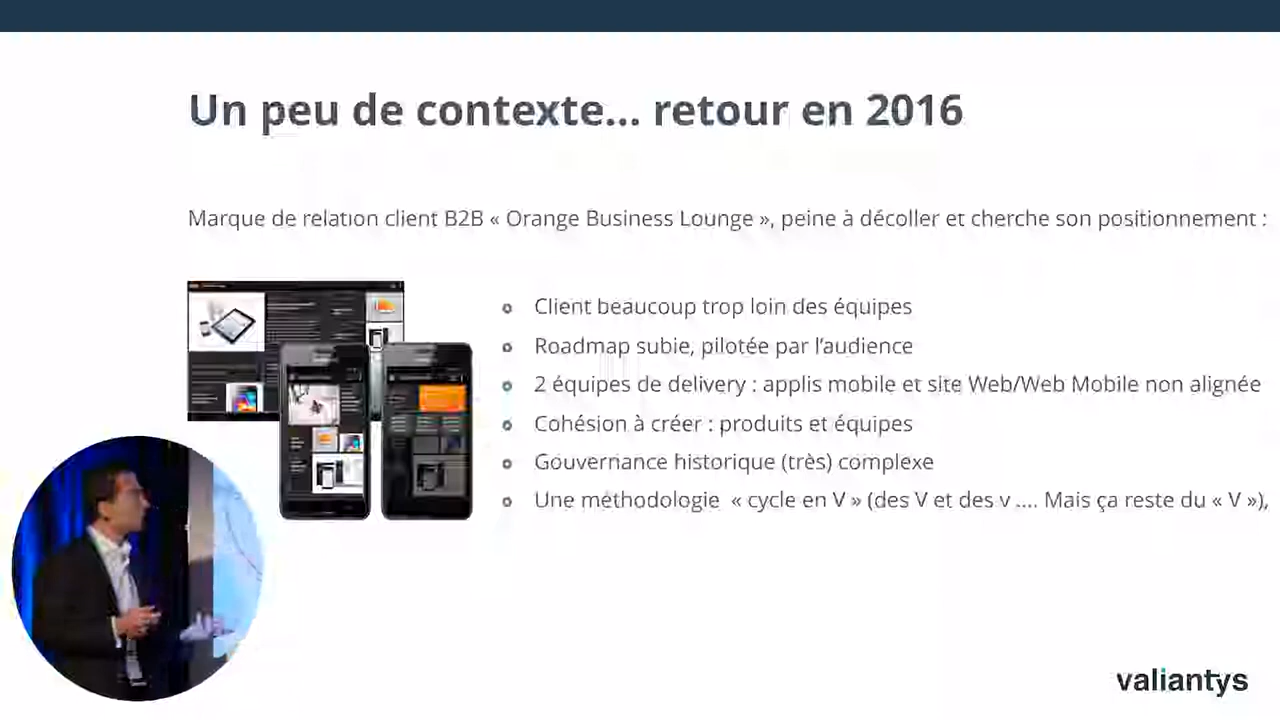 Un peu de contexte... retour en 2016
Marque de relation client B2B « Orange Business Lounge », peine à décoller et cherche son positionnement :
Client beaucoup trop loin des équipes
Roadmap subie, pilotée par l’audience
2 équipes de delivery : applis mobile et site Web/Web Mobile non alignée
Cohésion à créer : produits et équipes
Gouvernance historique (très) complexe
Une méthodologie « cycle en V » (des V et des v .... Mais ça reste du « V »),
valiantys